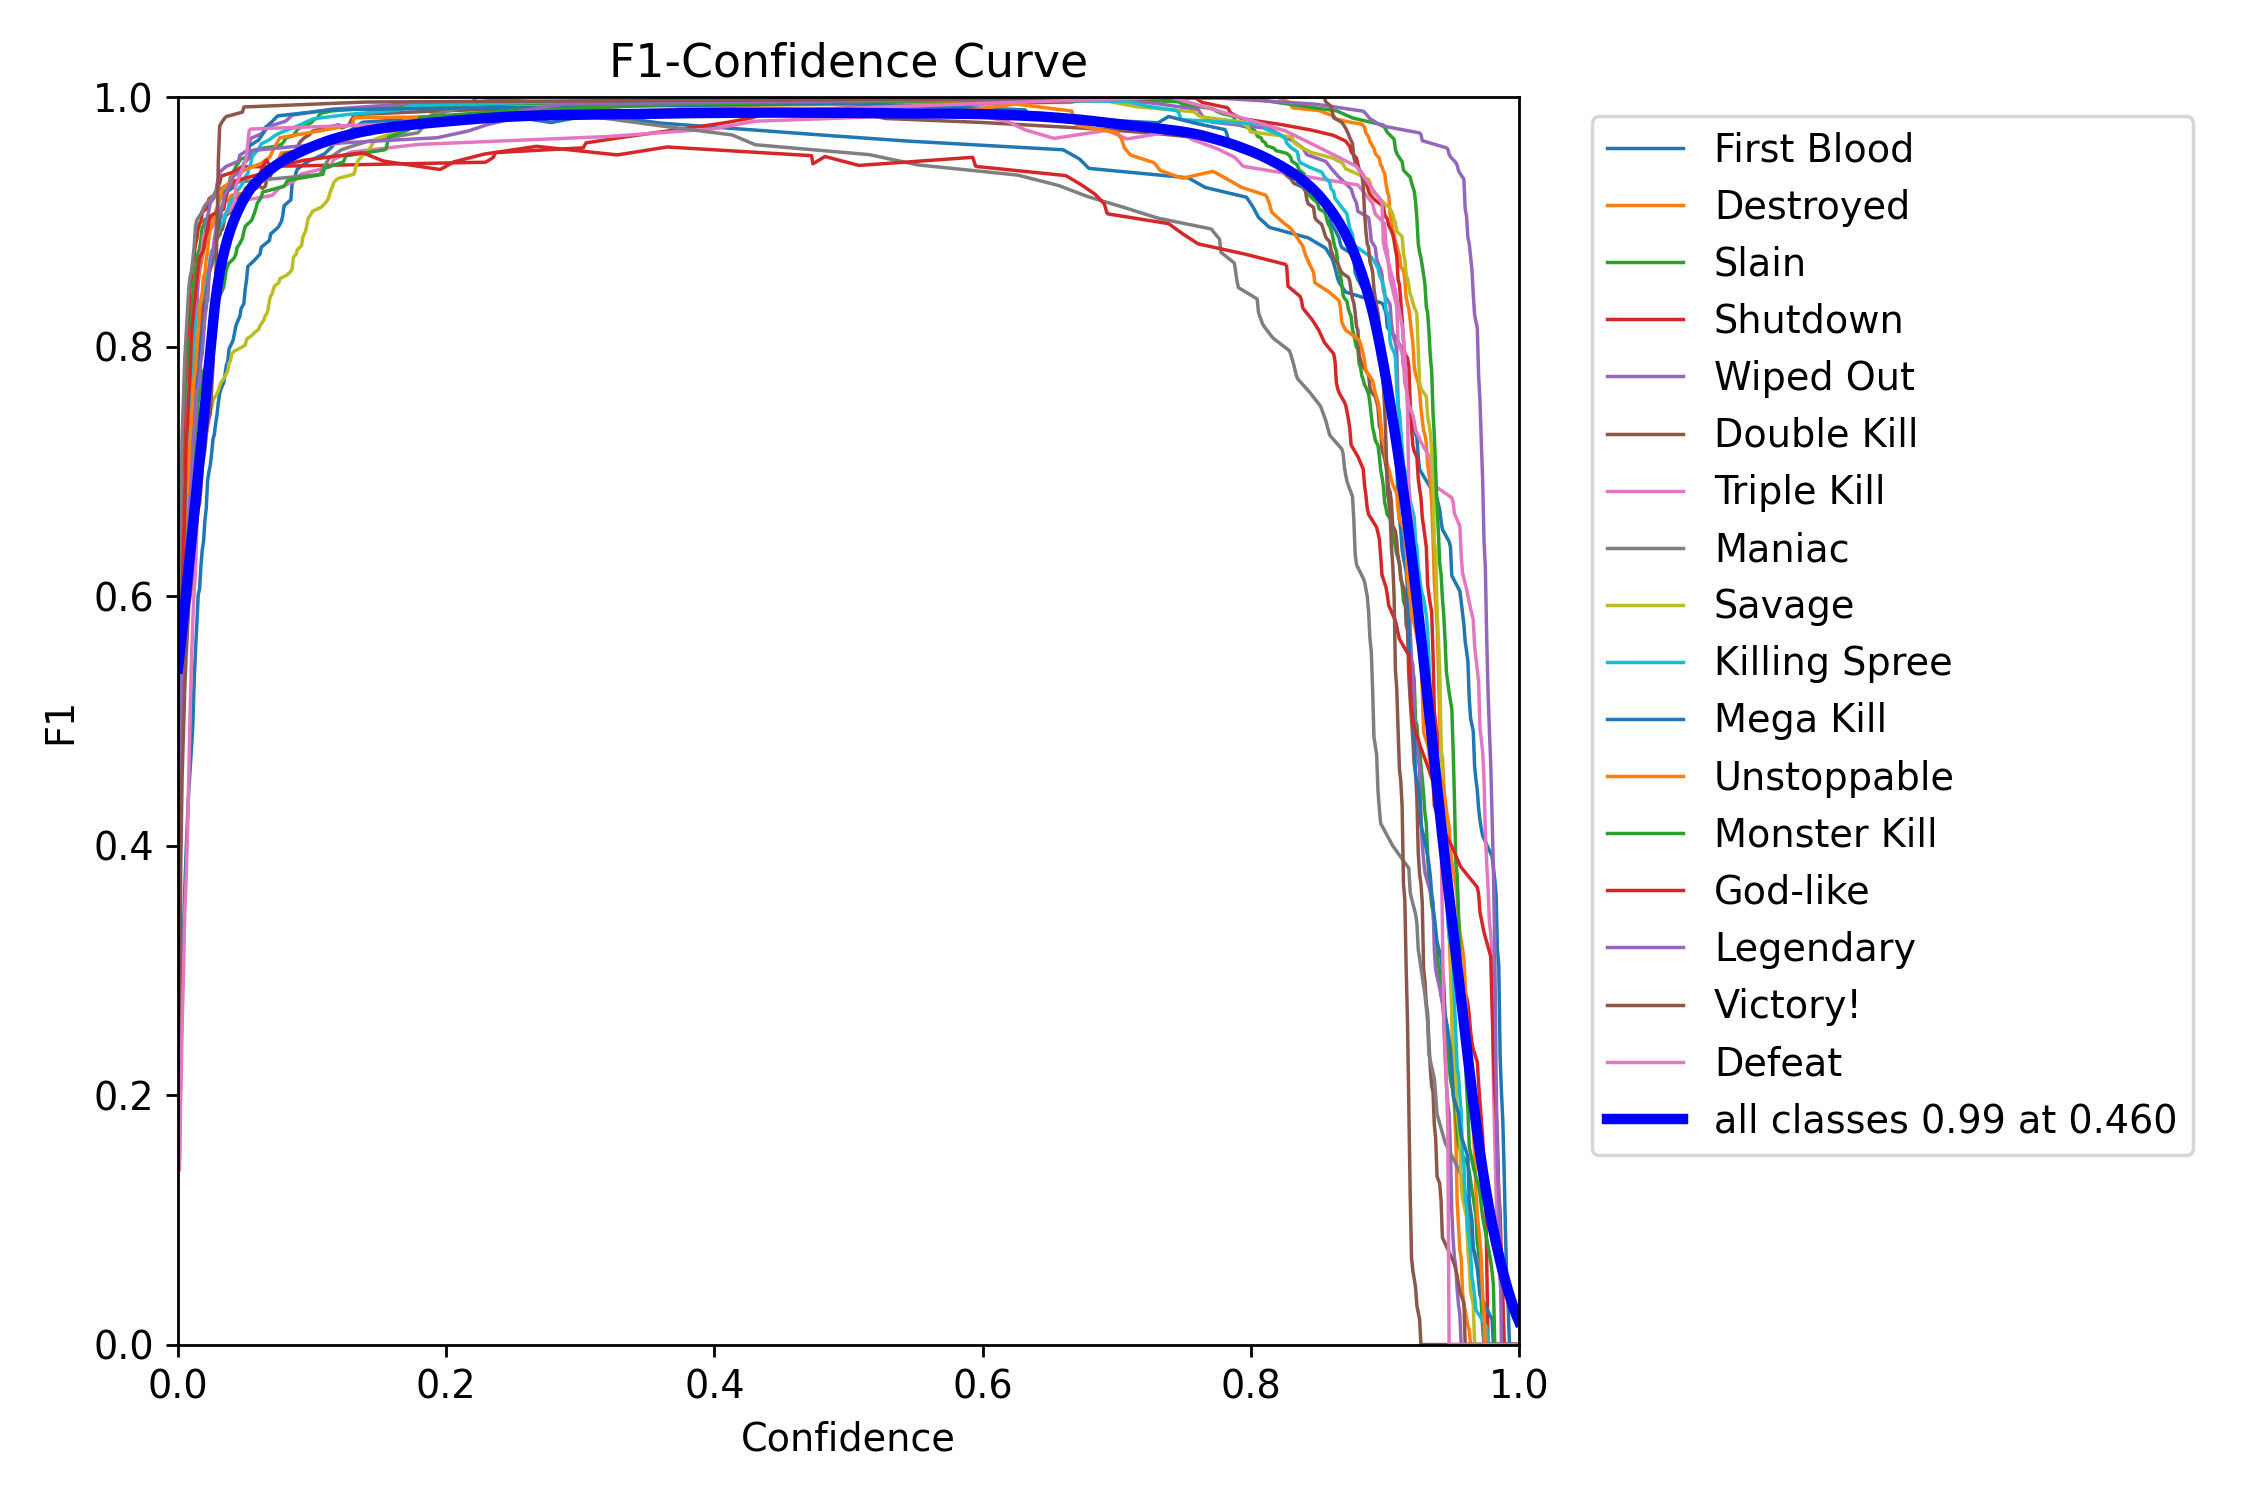 F1-Confidence Curve
1.0
0.8
0.6
0.4
0.2
0.0
F1
0.0 0.2 0.4 0.6 0.8 1.0
Confidence
First Blood
Destroyed
Slain
Shutdown
Wiped Out
Double Kill
Triple Kill
Maniac
Savage
Killing Spree
Mega Kill
Unstoppable
Monster Kill
God-like
Legendary
Victory!
Defeat
all classes 0.99 at 0.460